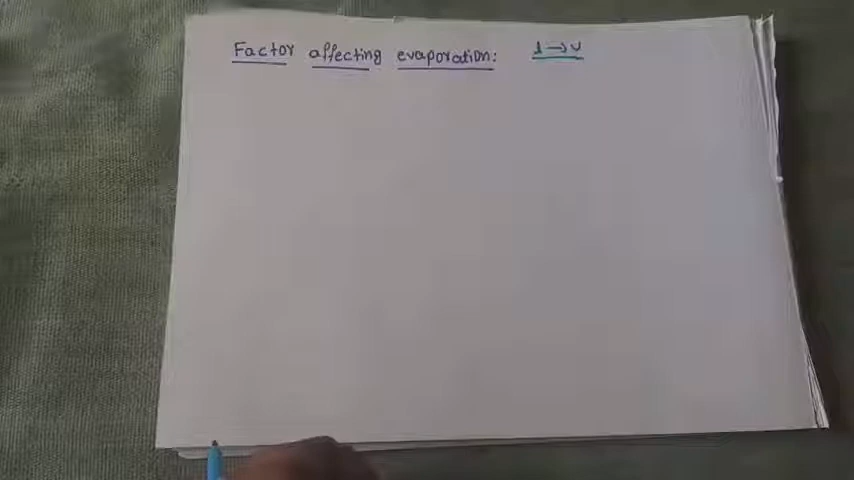 Factor affecting evaporation: l → v